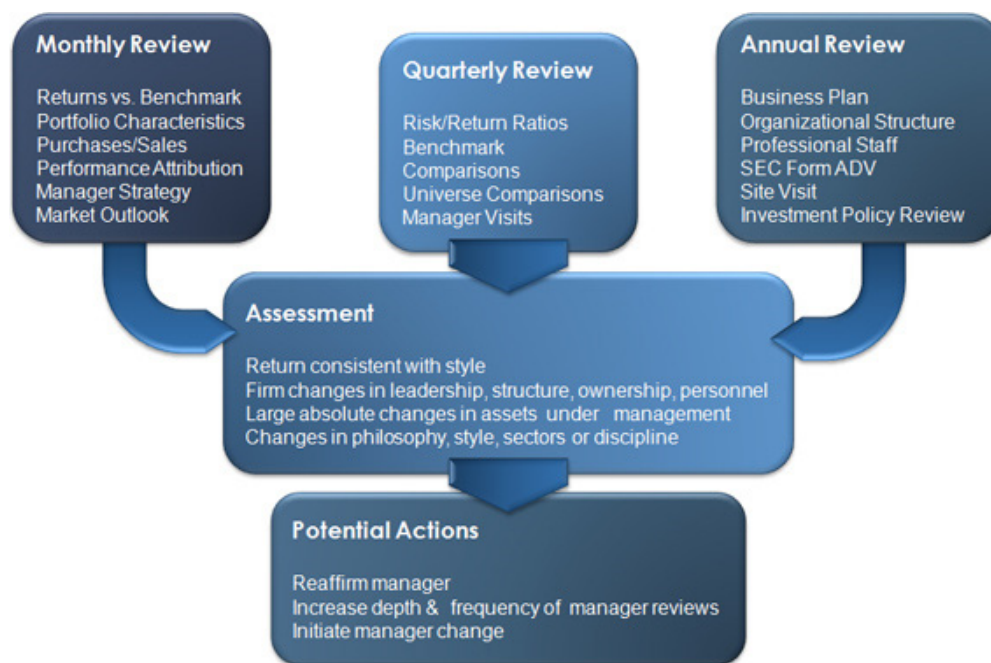 Monthly Review
Returns vs. Benchmark
Portfolio Characteristics
Purchases/Sales
Performance Attribution
Manager Strategy
Market Outlook
Quarterly Review
Risk/Return Ratios
Benchmark
Comparisons
Universe Comparisons
Manager Visits
Annual Review
Business Plan
Organizational Structure
Professional Staff
SEC Form ADV
Site Visit
Investment Policy Review
Assessment
Return consistent with style
Firm changes in leadership, structure, ownership, personnel
Large absolute changes in assets under management
Changes in philosophy, style, sectors or discipline
Potential Actions
Reaffirm manager
Increase depth & frequency of manager reviews
Initiate manager change